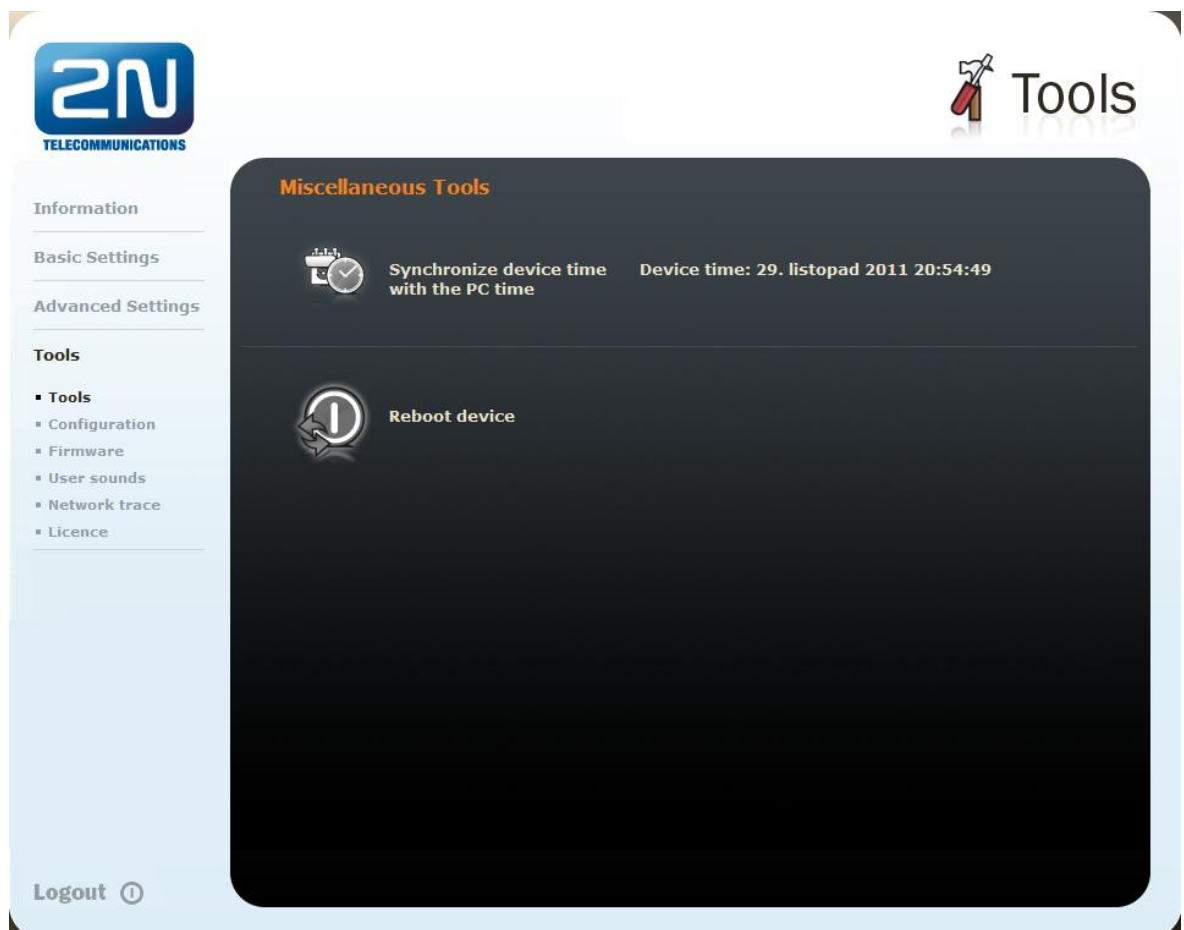 2N
TELECOMMUNICATIONS
Tools
Information
Basic Settings
Advanced Settings
Tools
Tools
Configuration
Firmware
User sounds
Network trace
Licence
Logout
Miscellaneous Tools
Synchronize device time
with the PC time
Device time: 29. listopad 2011 20:54:49
Reboot device